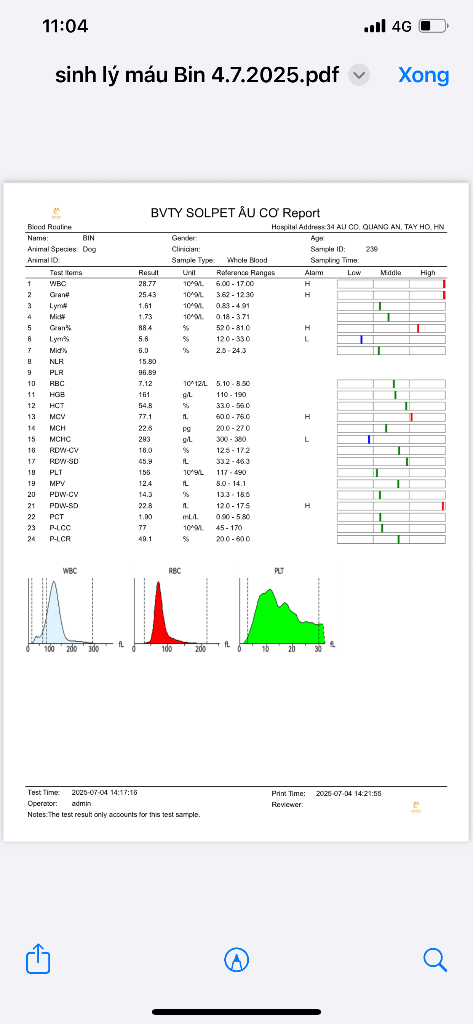 11:04
4G
sinh lý máu Bin 4.7.2025.pdf
Xong
BVTY SOLPET ÂU CƠ Report
Blood Routine Hospital Address:34 AU CO, QUANG AN, TAY HO, HN
Name: BIN Gender: Age:
Animal Species: Dog Clinician: Sample ID: 239
Animal ID: Sample Type: Whole Blood Sampling Time:
Test Items Result Unit Reference Ranges Alarm Low Middle High
1 WBC 28.77 10^9/L 6.00 - 17.00 H
2 Gran# 25.43 10^9/L 3.62 - 12.30 H
3 Lym# 1.61 10^9/L 0.83 - 4.91
4 Mid# 1.73 10^9/L 0.18 - 3.71
5 Gran% 88.4 % 52.0 - 81.0 H
6 Lym% 5.6 % 12.0 - 33.0 L
7 Mid% 6.0 % 2.5 - 24.3
8 NLR 15.80
9 PLR 96.89
10 RBC 7.12 10^12/L 5.10 - 8.50
11 HGB 161 g/L 110 - 190
12 HCT 54.8 % 33.0 - 56.0
13 MCV 77.1 fL 60.0 - 76.0 H
14 MCH 22.6 pg 20.0 - 27.0
15 MCHC 293 g/L 300 - 380 L
16 RDW-CV 16.0 % 12.5 - 17.2
17 RDW-SD 45.9 fL 33.2 - 46.3
18 PLT 156 10^9/L 117 - 490
19 MPV 12.4 fL 8.0 - 14.1
20 PDW-CV 14.3 % 13.3 - 18.5
21 PDW-SD 22.8 fL 12.0 - 17.5 H
22 PCT 1.90 mL/L 0.90 - 5.80
23 P-LCC 77 10^9/L 45 - 170
24 P-LCR 49.1 % 20.0 - 60.0
WBC RBC PLT
0 100 200 300 fL 0 100 200 fL 0 10 20 30 fL
Test Time: 2025-07-04 14:17:16 Print Time: 2025-07-04 14:21:55
Operator: admin Reviewer:
Notes:The test result only accounts for this test sample.